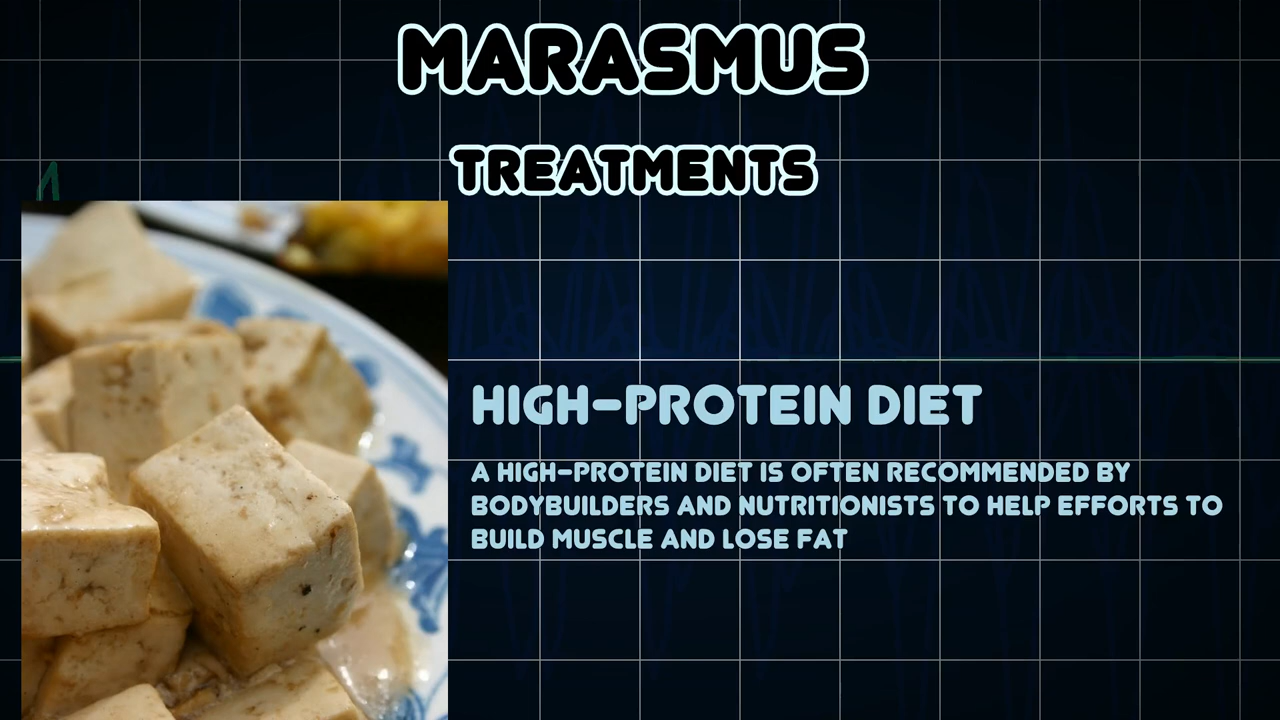 MARASMUS
TREATMENTS
HIGH-PROTEIN DIET
A HIGH-PROTEIN DIET IS OFTEN RECOMMENDED BY
BODYBUILDERS AND NUTRITIONISTS TO HELP EFFORTS TO
BUILD MUSCLE AND LOSE FAT